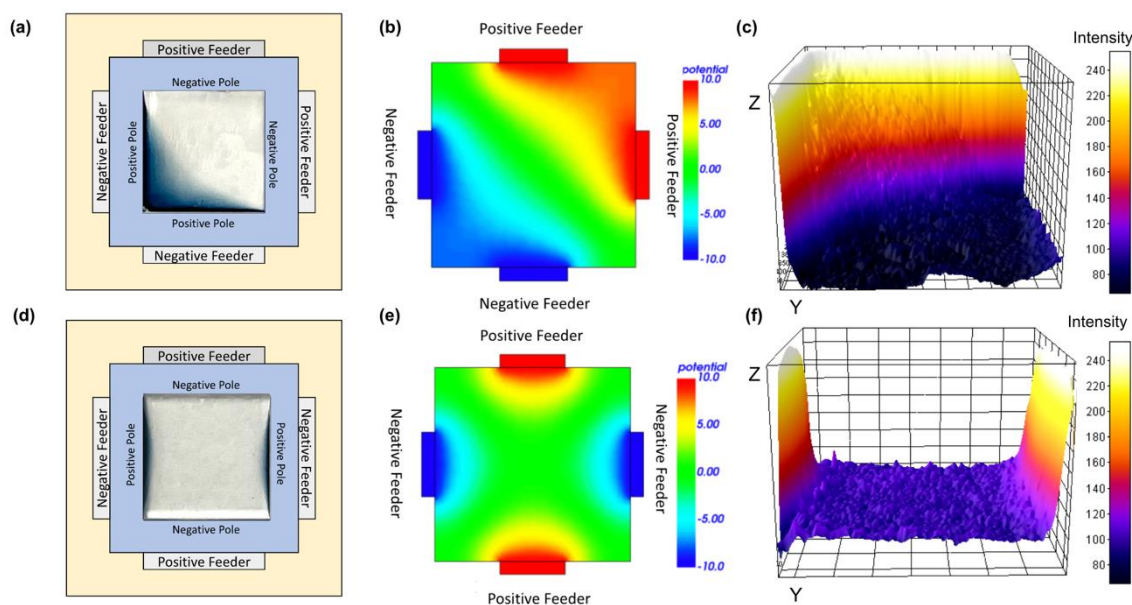 (a)
Positive Feeder
Negative Pole
Negative Feeder
Positive Pole
Negative Pole
Positive Feeder
Positive Pole
Negative Feeder
(b)
Positive Feeder
Negative Feeder
Positive Feeder
Negative Feeder
potential
10.0
5.00
0.00
-5.00
-10.0
(c)
Z
Y
Intensity
240
220
200
180
160
140
120
100
80
(d)
Positive Feeder
Negative Pole
Negative Feeder
Positive Pole
Positive Pole
Negative Feeder
Negative Pole
Positive Feeder
(e)
Positive Feeder
Negative Feeder
Negative Feeder
Positive Feeder
potential
10.0
5.00
0.00
-5.00
-10.0
(f)
Z
Y
Intensity
240
220
200
180
160
140
120
100
80